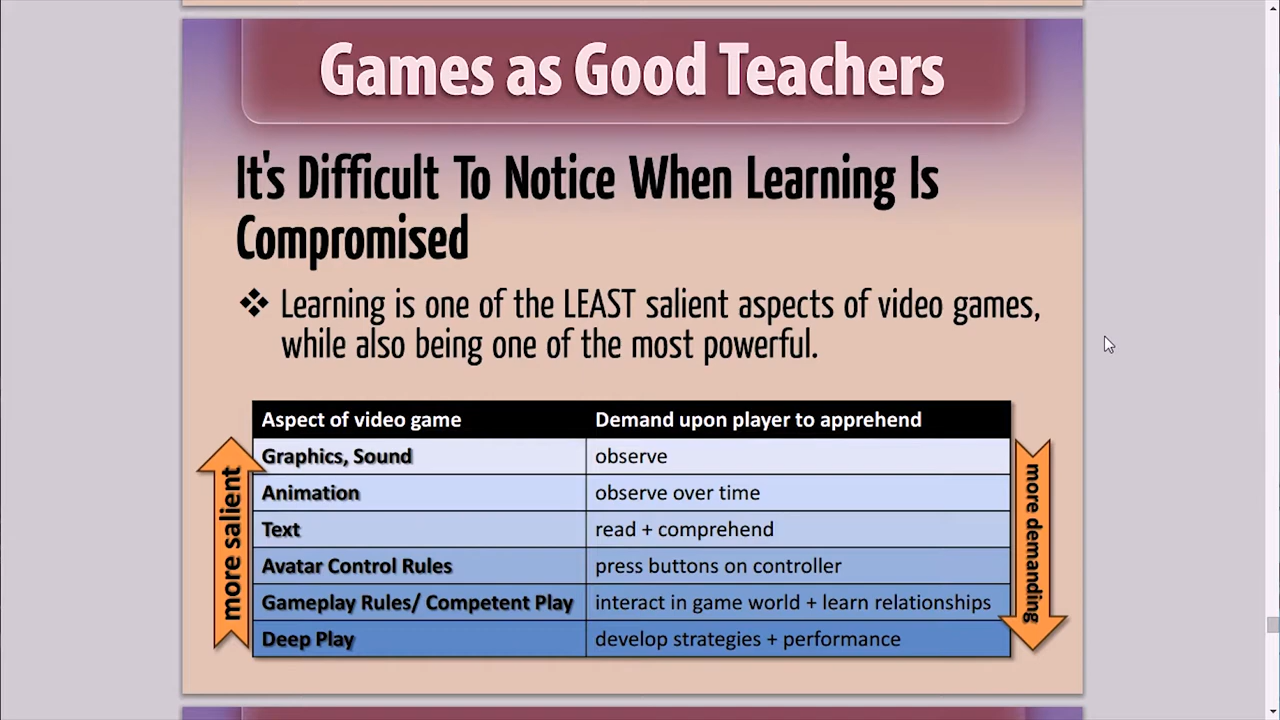 Games as Good Teachers
It's Difficult To Notice When Learning Is
Compromised
❖ Learning is one of the LEAST salient aspects of video games,
while also being one of the most powerful.
Aspect of video game Demand upon player to apprehend
Graphics, Sound observe
Animation observe over time
Text read + comprehend
Avatar Control Rules press buttons on controller
Gameplay Rules/ Competent Play interact in game world + learn relationships
Deep Play develop strategies + performance
more salient
more demanding